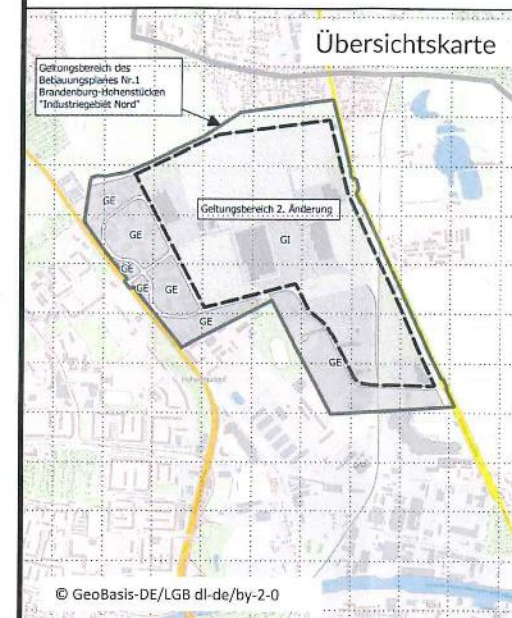 Übersichtskarte
Geltungsbereich des
Bebauungsplanes Nr.1
Brandenburg-Hohenstücken
"Industriegebiet Nord"
Geltungsbereich 2. Änderung
GE
GE
GI
GE
GE
GE
GE
GE
© GeoBasis-DE/LGB dl-de/by-2-0